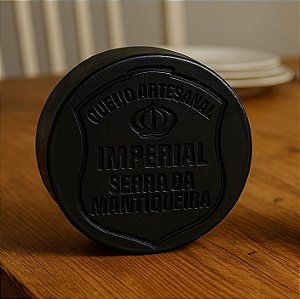 QUEIJO ARTESANAL
IMPERIAL
SERRA DA
MANTIQUEIRA